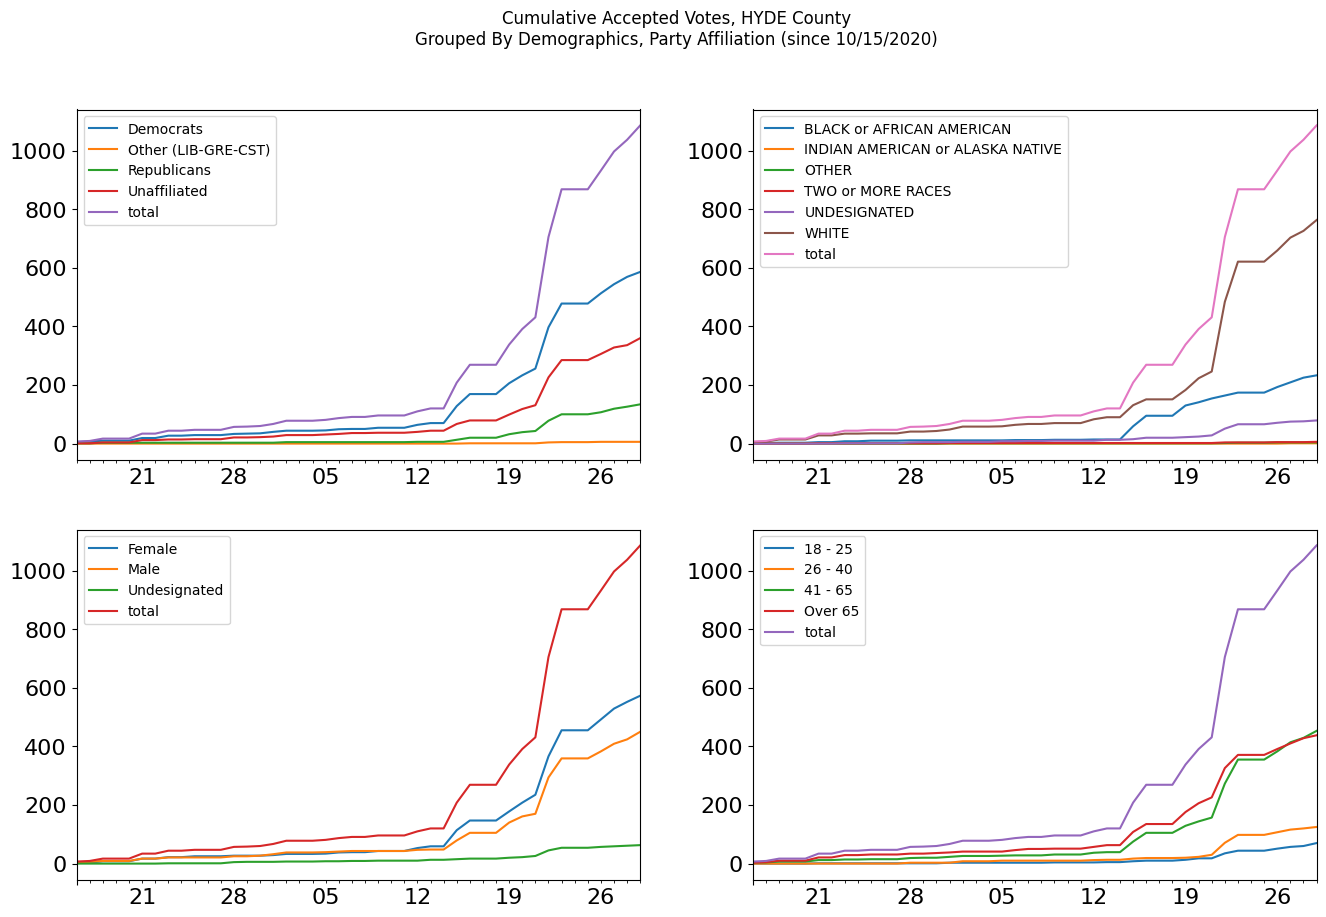 Cumulative Accepted Votes, HYDE County
Grouped By Demographics, Party Affiliation (since 10/15/2020)
Democrats
Other (LIB-GRE-CST)
Republicans
Unaffiliated
total
1000
800
600
400
200
0
21 28 05 12 19 26
BLACK or AFRICAN AMERICAN
INDIAN AMERICAN or ALASKA NATIVE
OTHER
TWO or MORE RACES
UNDESIGNATED
WHITE
total
1000
800
600
400
200
0
21 28 05 12 19 26
Female
Male
Undesignated
total
1000
800
600
400
200
0
21 28 05 12 19 26
18 - 25
26 - 40
41 - 65
Over 65
total
1000
800
600
400
200
0
21 28 05 12 19 26